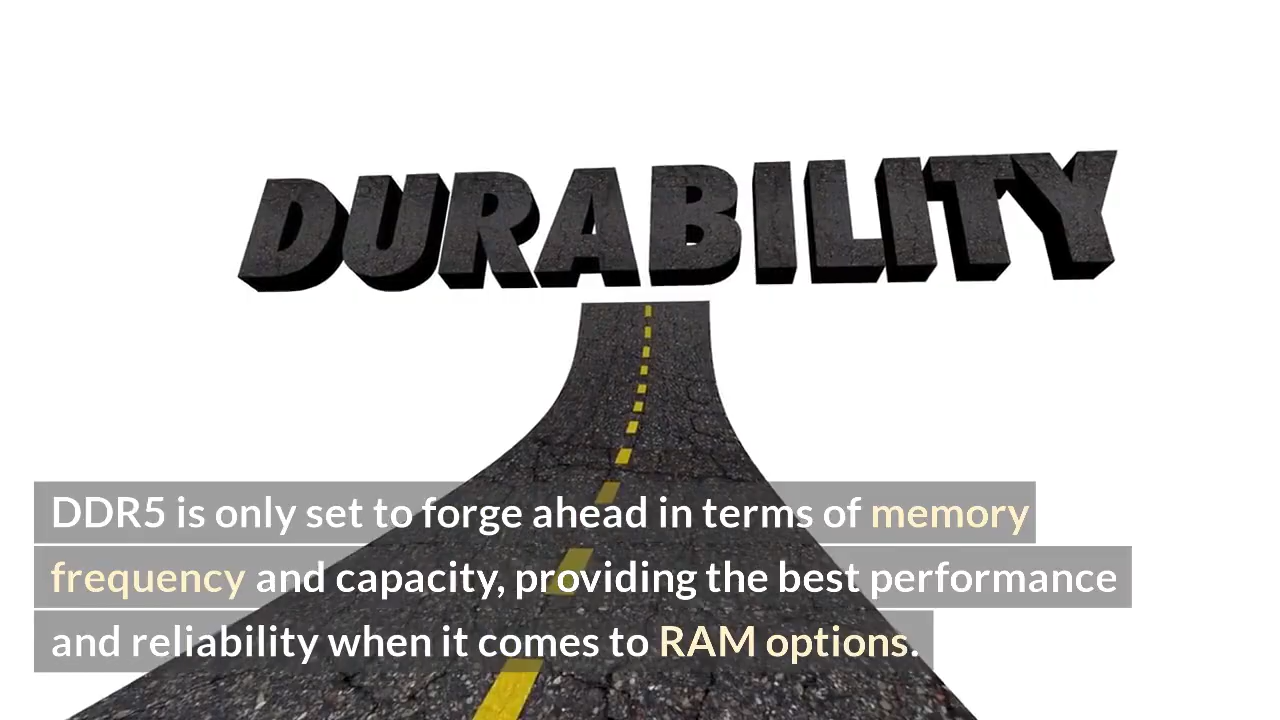 DURABILITY
DDR5 is only set to forge ahead in terms of memory
frequency and capacity, providing the best performance
and reliability when it comes to RAM options.